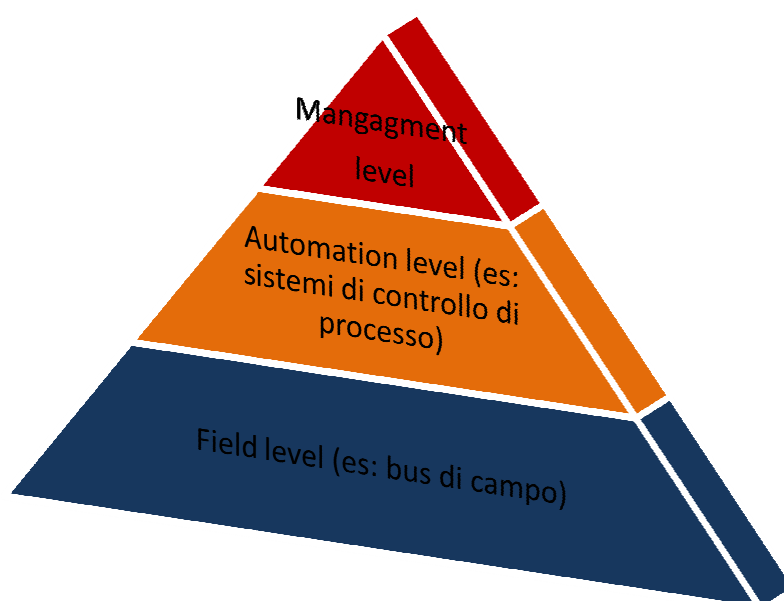 Mangagment
level
Automation level (es:
sistemi di controllo di
processo)
Field level (es: bus di campo)